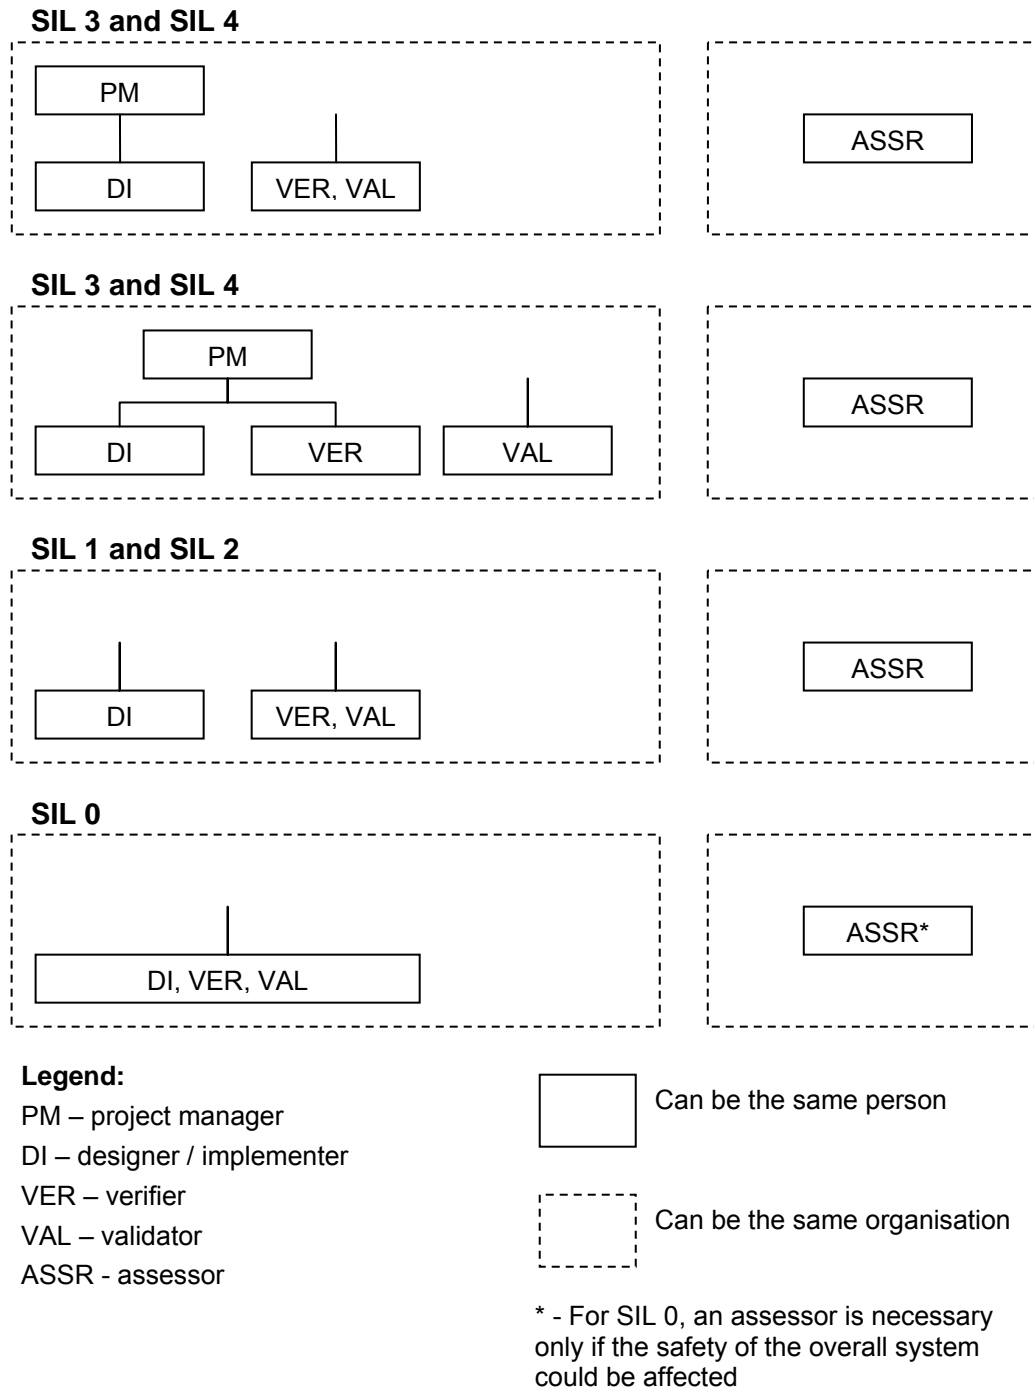 SIL 3 and SIL 4
PM
DI
VER, VAL
ASSR
SIL 3 and SIL 4
PM
DI
VER
VAL
ASSR
SIL 1 and SIL 2
DI
VER, VAL
ASSR
SIL 0
DI, VER, VAL
ASSR*
Legend:
PM – project manager
DI – designer / implementer
VER – verifier
VAL – validator
ASSR - assessor
Can be the same person
Can be the same organisation
* - For SIL 0, an assessor is necessary
only if the safety of the overall system
could be affected